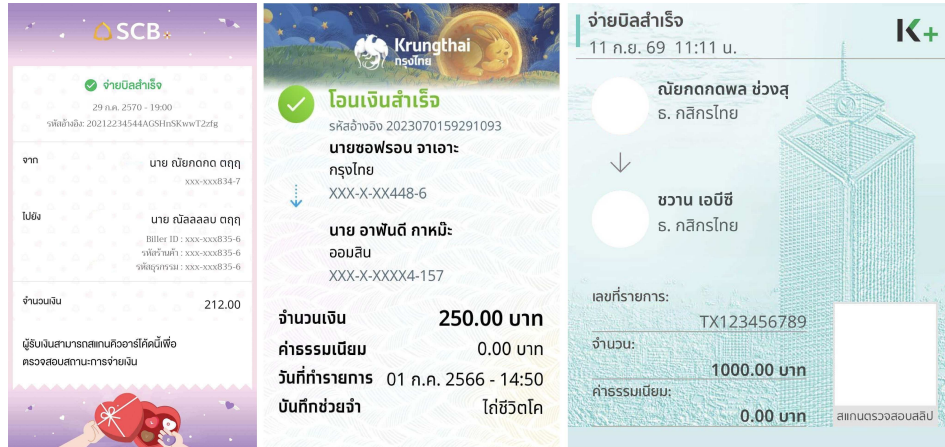 SCB
จ่ายบิลสำเร็จ
29 ก.ค. 2570 - 19:00
รหัสอ้างอิง: 20212234544AGSHnSKwwT2zfg
จาก
นาย ณัยกดกด ตฤฤ
xxx-xxx834-7
ไปยัง
นาย ณัลลลลบ ตฤฤ
Biller ID : xxx-xxx835-6
รหัสร้านค้า : xxx-xxx835-6
รหัสธุรกรรม : xxx-xxx835-6
จำนวนเงิน
212.00
ผู้รับเงินสามารถสแกนคิวอาร์โค้ดนี้เพื่อ
ตรวจสอบสถานะการจ่ายเงิน
Krungthai
กรุงไทย
โอนเงินสำเร็จ
รหัสอ้างอิง 2023070159291093
นายซอฟรอน จาเอาะ
กรุงไทย
XXX-X-XX448-6
นาย อาฟันดี กาหม๊ะ
ออมสิน
XXX-X-XXXX4-157
จำนวนเงิน 250.00 บาท
ค่าธรรมเนียม 0.00 บาท
วันที่ทำรายการ 01 ก.ค. 2566 - 14:50
บันทึกช่วยจำ ไถ่ชีวิตโค
จ่ายบิลสำเร็จ
11 ก.ย. 69 11:11 น.
K+
ณัยกดกดพล ช่วงสุ
ธ. กสิกรไทย
ชวาน เอบีซี
ธ. กสิกรไทย
เลขที่รายการ:
TX123456789
จำนวน:
1000.00 บาท
ค่าธรรมเนียม:
0.00 บาท
สแกนตรวจสอบสลิป